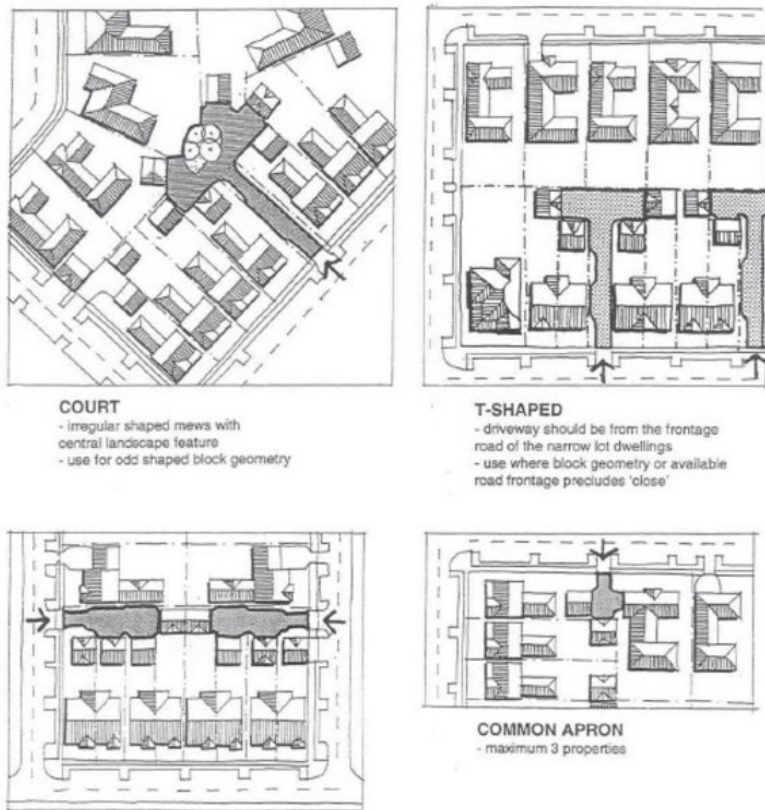 COURT
- irregular shaped mews with
central landscape feature
- use for odd shaped block geometry
T-SHAPED
- driveway should be from the frontage
road of the narrow lot dwellings
- use where block geometry or available
road frontage precludes 'close'
COMMON APRON
- maximum 3 properties